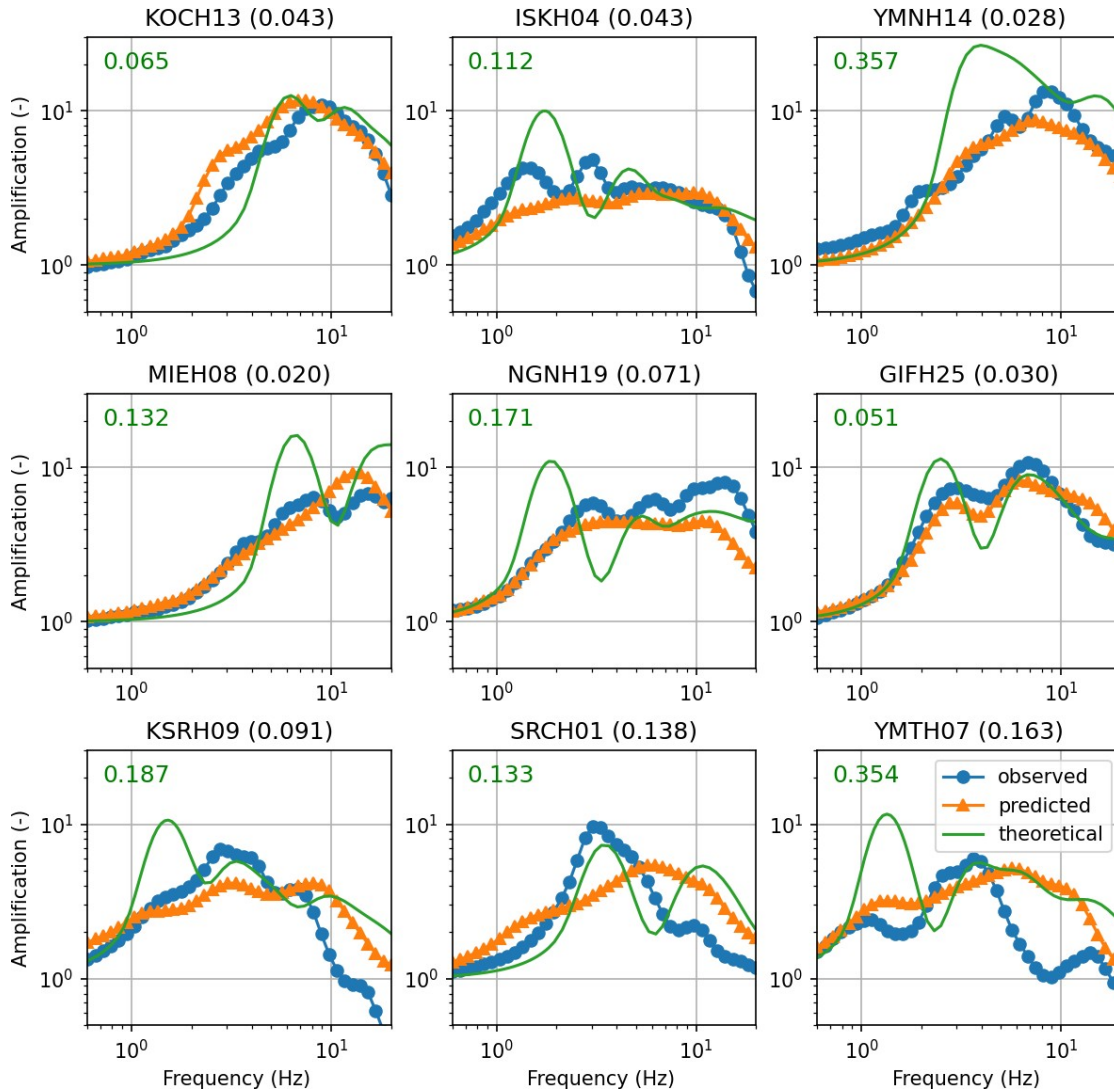 KOCH13 (0.043)
ISKH04 (0.043)
YMNH14 (0.028)
0.065
0.112
0.357
Amplification (-)
10¹
10⁰
10⁰
10¹
10⁰
10¹
10⁰
10¹
10⁰
10¹
10⁰
10¹
MIEH08 (0.020)
NGNH19 (0.071)
GIFH25 (0.030)
0.132
0.171
0.051
Amplification (-)
10¹
10⁰
10⁰
10¹
10¹
10⁰
10⁰
10¹
10¹
10⁰
10⁰
10¹
KSRH09 (0.091)
SRCH01 (0.138)
YMTH07 (0.163)
0.187
0.133
0.354
observed
predicted
theoretical
Amplification (-)
10¹
10⁰
10⁰
10¹
10¹
10⁰
10⁰
10¹
10¹
10⁰
10⁰
10¹
Frequency (Hz)
Frequency (Hz)
Frequency (Hz)